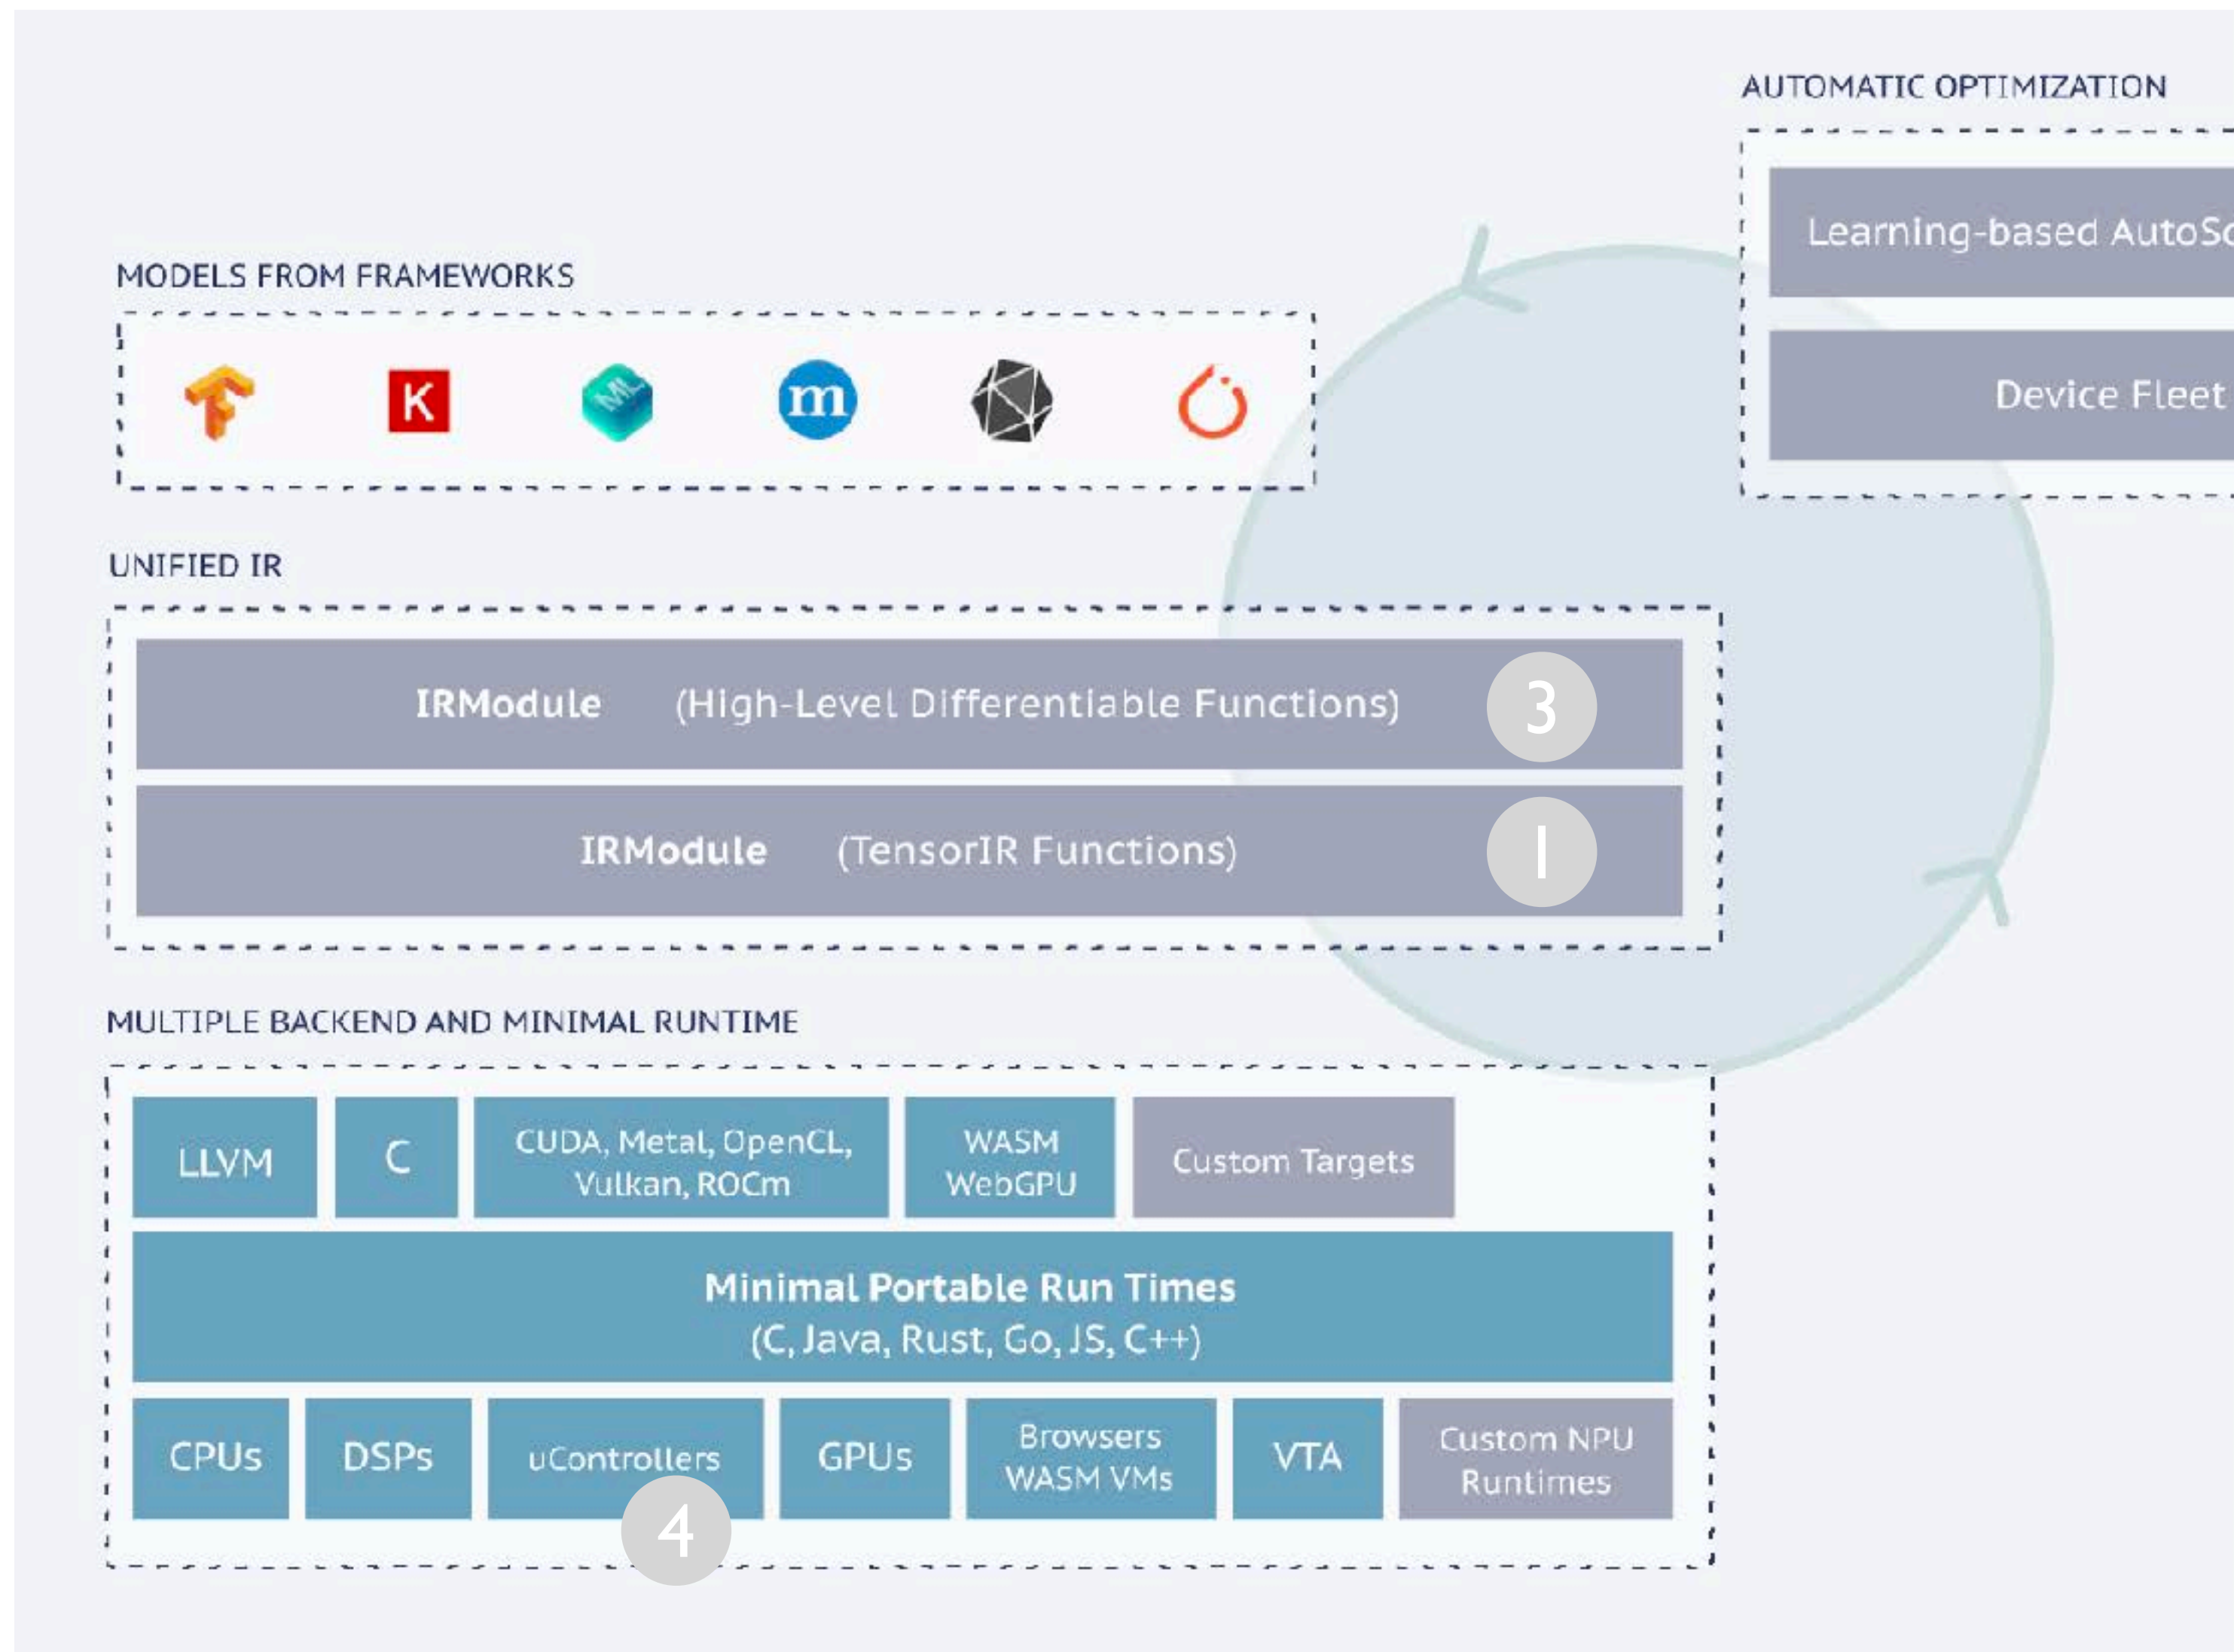 AUTOMATIC OPTIMIZATION
Learning-based AutoSc
Device Fleet
MODELS FROM FRAMEWORKS
K
ML
m
UNIFIED IR
IRModule (High-Level Differentiable Functions) 3
IRModule (TensorIR Functions) 1
MULTIPLE BACKEND AND MINIMAL RUNTIME
LLVM
C
CUDA, Metal, OpenCL,
Vulkan, ROCm
WASM
WebGPU
Custom Targets
Minimal Portable Run Times
(C, Java, Rust, Go, JS, C++)
CPUs
DSPs
uControllers
GPUs
Browsers
WASM VMs
VTA
Custom NPU
Runtimes
4